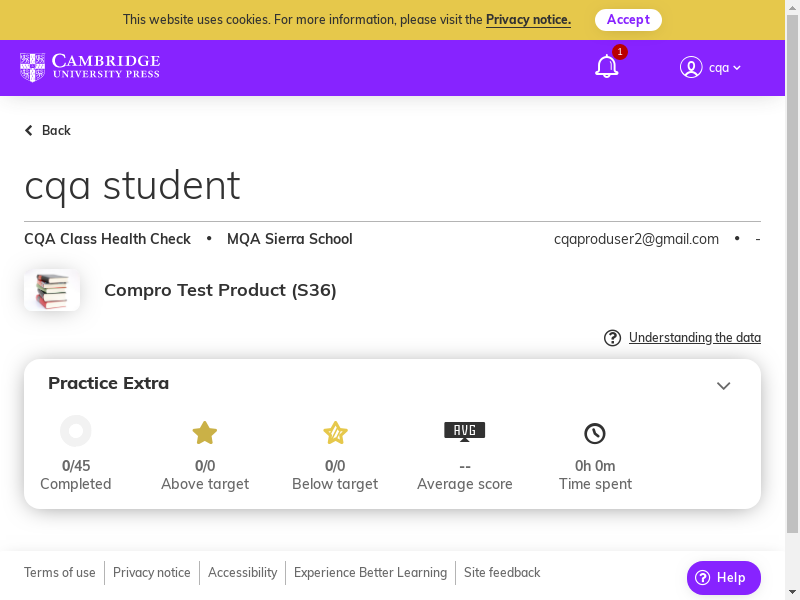 This website uses cookies. For more information, please visit the Privacy notice. Accept
CAMBRIDGE
UNIVERSITY PRESS
1
cqa
Back
cqa student
CQA Class Health Check • MQA Sierra School cqaproduser2@gmail.com • -
Compro Test Product (S36)
Understanding the data
Practice Extra
AVG
0/45 0/0 0/0 -- 0h 0m
Completed Above target Below target Average score Time spent
Terms of use Privacy notice Accessibility Experience Better Learning Site feedback
Help